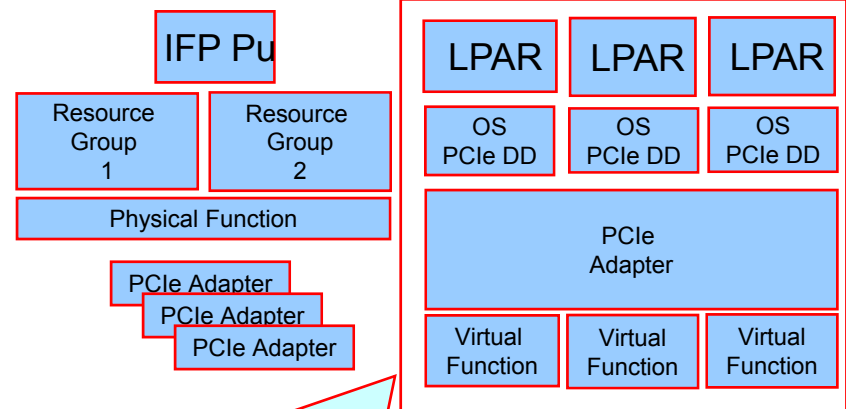 IFP Pu
Resource
Group
1
Resource
Group
2
Physical Function
PCIe Adapter
PCIe Adapter
PCIe Adapter
LPAR
LPAR
LPAR
OS
PCIe DD
OS
PCIe DD
OS
PCIe DD
PCIe
Adapter
Virtual
Function
Virtual
Function
Virtual
Function